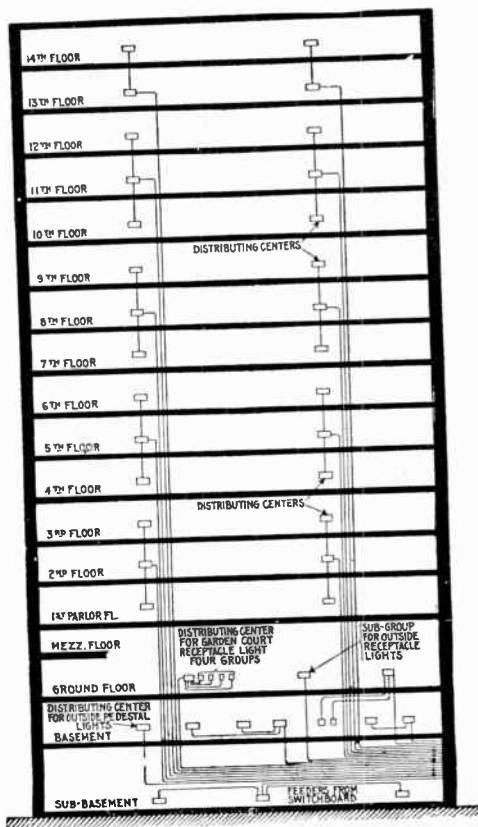 14TH FLOOR
13TH FLOOR
12TH FLOOR
11TH FLOOR
10TH FLOOR
DISTRIBUTING CENTERS
9TH FLOOR
8TH FLOOR
7TH FLOOR
6TH FLOOR
5TH FLOOR
4TH FLOOR
DISTRIBUTING CENTERS
3RD FLOOR
2ND FLOOR
1ST PARLOR FL.
MEZZ. FLOOR
DISTRIBUTING CENTER
FOR GARDEN COURT
RECEPTACLE LIGHT
FOUR GROUPS
SUB-GROUP
FOR OUTSIDE
RECEPTACLE
LIGHTS
GROUND FLOOR
DISTRIBUTING CENTER
FOR OUTSIDE PEDESTAL
LIGHTS
BASEMENT
FEEDERS FROM
SWITCHBOARD
SUB-BASEMENT